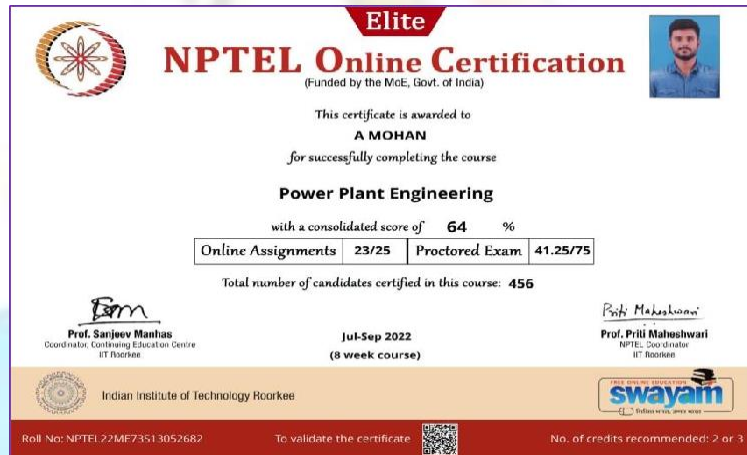 Elite
NPTEL Online Certification
(Funded by the MoE, Govt. of India)
This certificate is awarded to
A MOHAN
for successfully completing the course
Power Plant Engineering
with a consolidated score of 64 %
Online Assignments 23/25 Proctored Exam 41.25/75
Total number of candidates certified in this course: 456
Priti Maheshwari
Prof. Sanjeev Manhas
Coordinator, Continuing Education Centre
IIT Roorkee
Jul-Sep 2022
(8 week course)
Prof. Priti Maheshwari
NPTEL Coordinator
IIT Roorkee
Indian Institute of Technology Roorkee
FREE ONLINE EDUCATION
swayam
Roll No: NPTEL22ME73S13052682
To validate the certificate
No. of credits recommended: 2 or 3